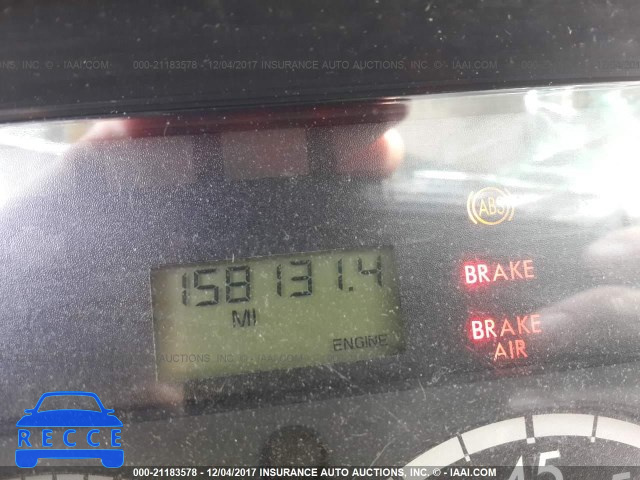 000-21183578 - 12/04/2017 INSURANCE AUTO AUCTIONS, INC. - © - IAAI.COM
ABS
158131.4
MI
BRAKE
BRAKE
AIR
ENGINE
RECCE
45
000-21183578 - 12/04/2017 INSURANCE AUTO AUCTIONS, INC. - © - IAAI.COM